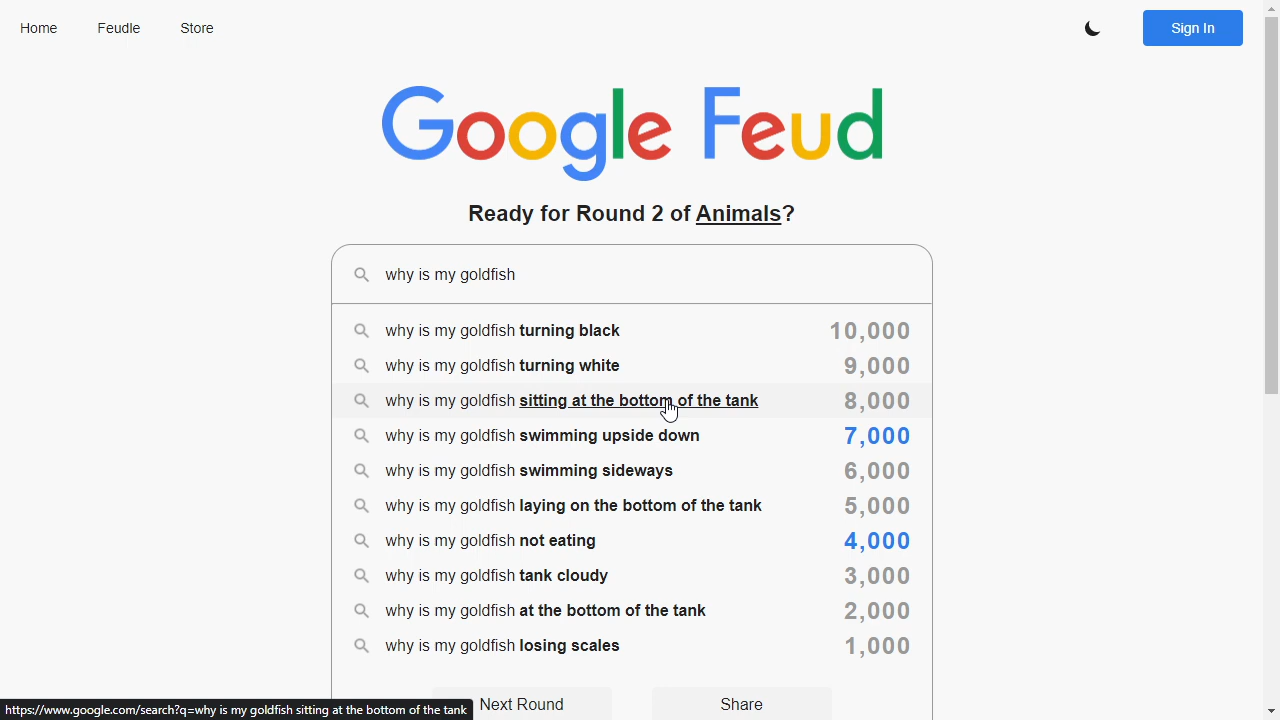 Home Feudle Store Sign In
Google Feud
Ready for Round 2 of Animals?
why is my goldfish
why is my goldfish turning black 10,000
why is my goldfish turning white 9,000
why is my goldfish sitting at the bottom of the tank 8,000
why is my goldfish swimming upside down 7,000
why is my goldfish swimming sideways 6,000
why is my goldfish laying on the bottom of the tank 5,000
why is my goldfish not eating 4,000
why is my goldfish tank cloudy 3,000
why is my goldfish at the bottom of the tank 2,000
why is my goldfish losing scales 1,000
Next Round Share
https://www.google.com/search?q=why is my goldfish sitting at the bottom of the tank